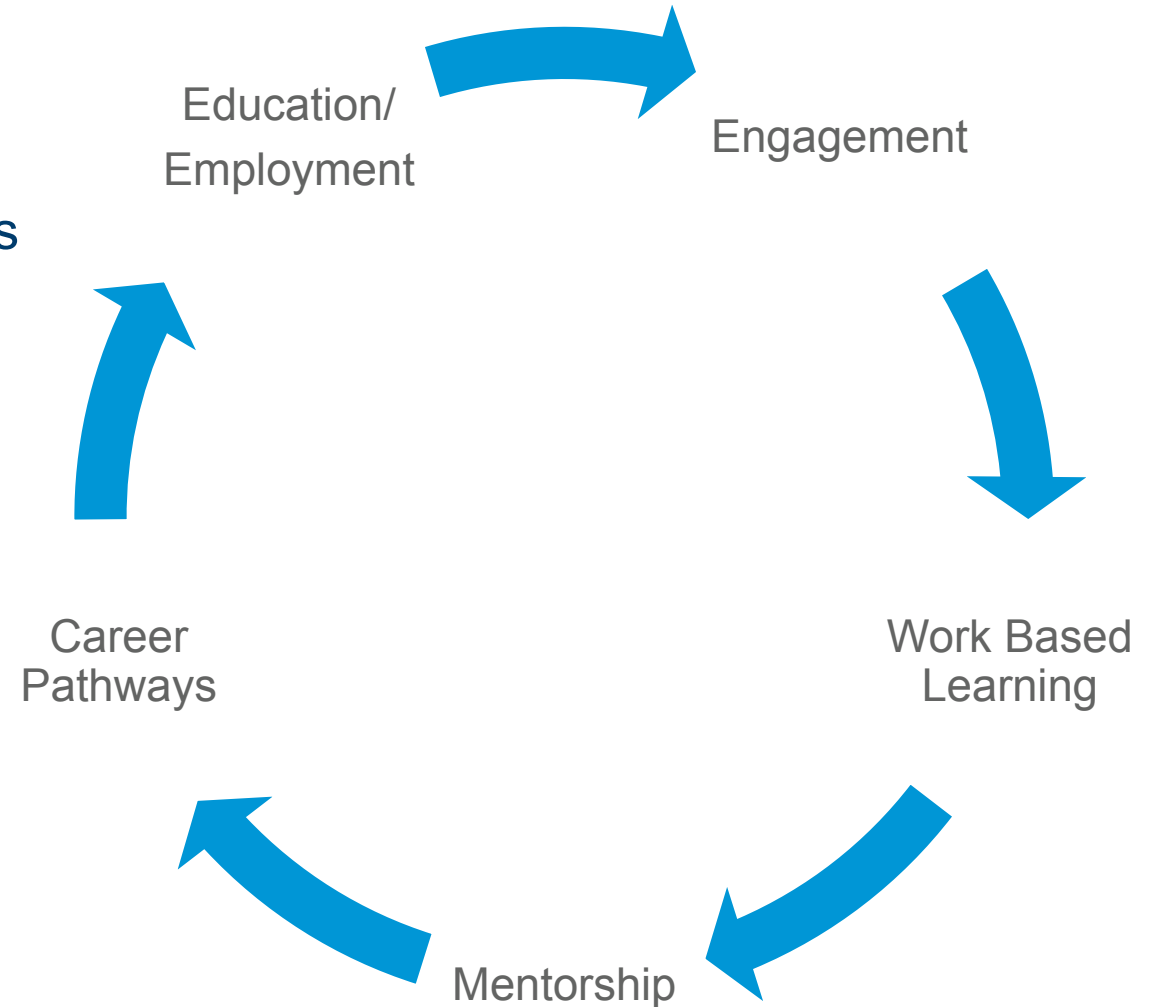 Education/
Employment
Engagement
s
Work Based
Learning
Mentorship
Career
Pathways